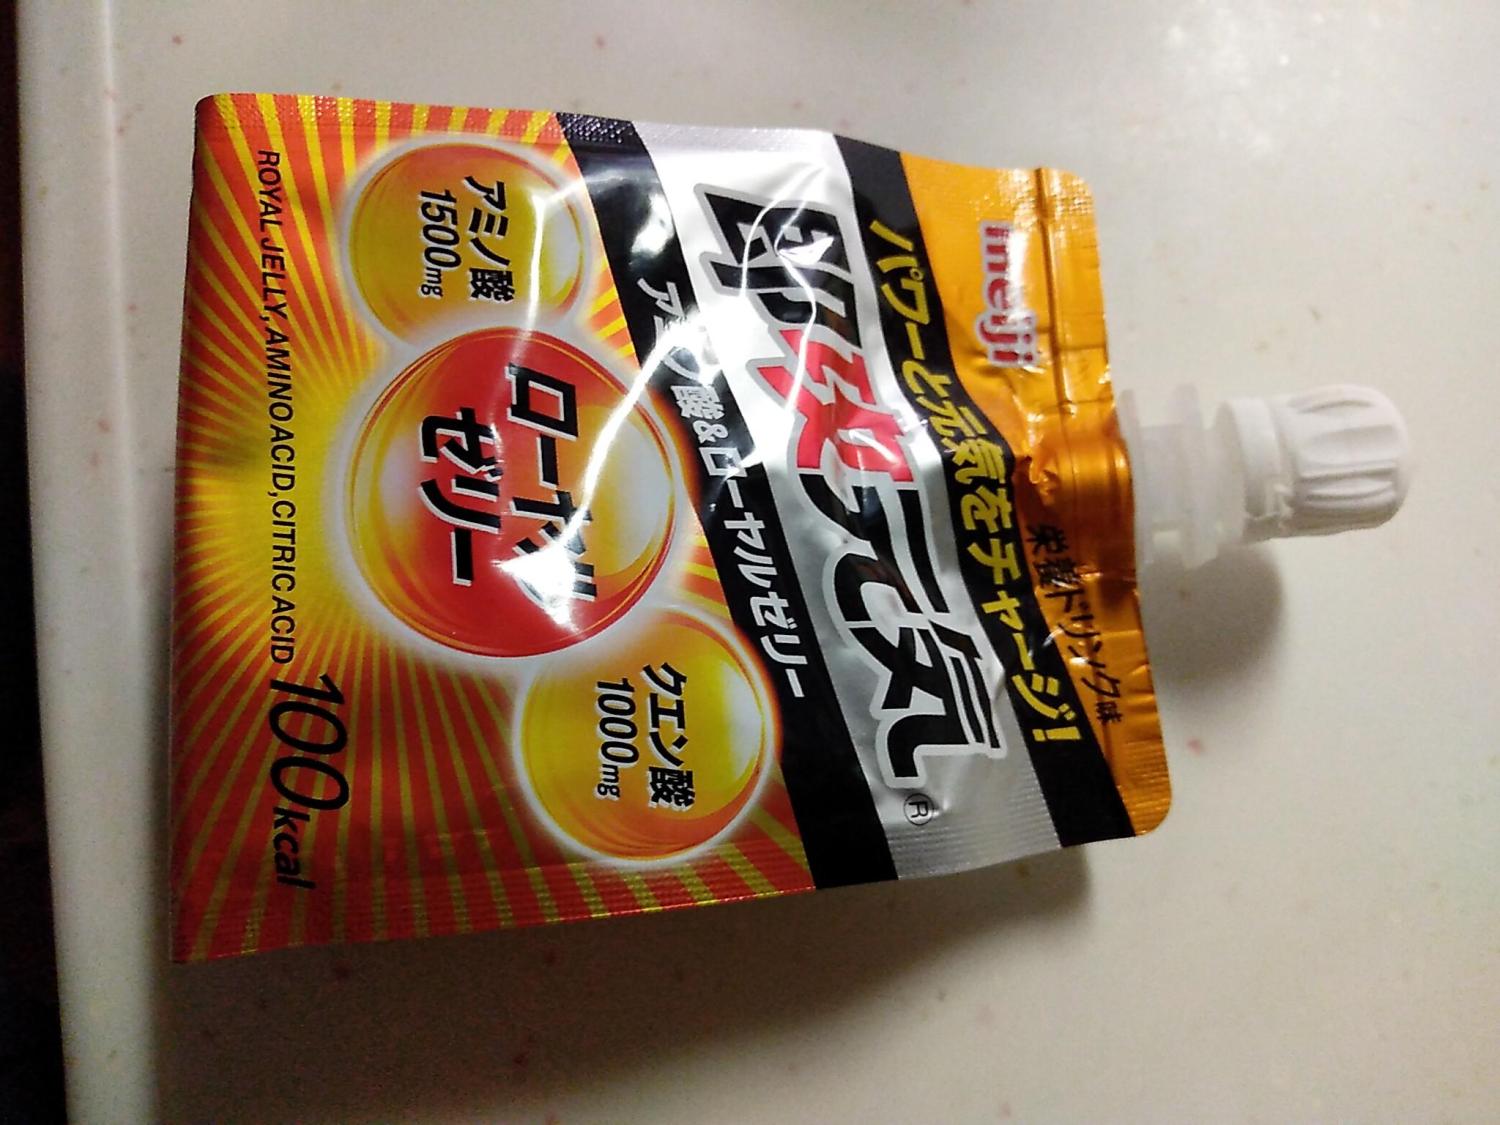 meiji
栄養ドリンク味
パワーと元気をチャージ!
即攻元気®
アミノ酸&ローヤルゼリー
アミノ酸
1500mg
ローヤル
ゼリー
クエン酸
1000mg
ROYAL JELLY, AMINO ACID, CITRIC ACID 100kcal